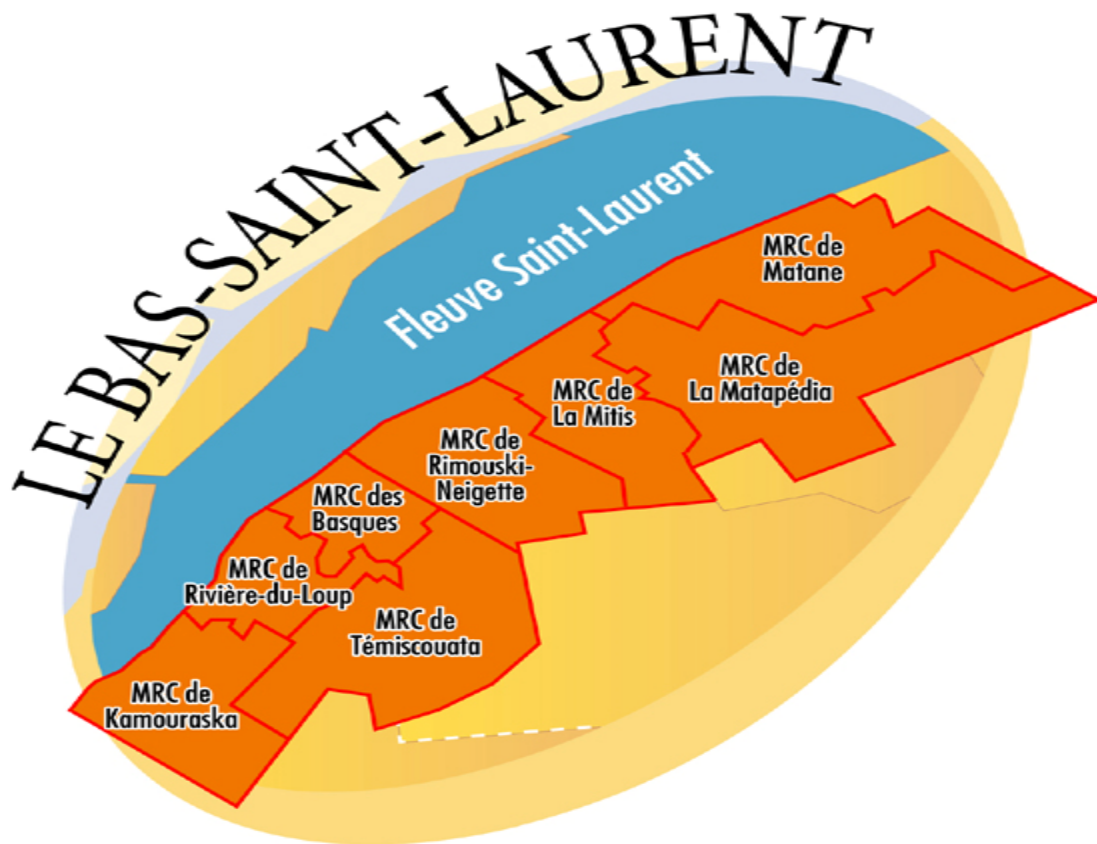 LE BAS-SAINT-LAURENT
Fleuve Saint-Laurent
MRC de
Matane
MRC de
La Matapédia
MRC de
La Mitis
MRC de
Rimouski-
Neigette
MRC des
Basques
MRC de
Rivière-du-Loup
MRC de
Témiscouata
MRC de
Kamouraska